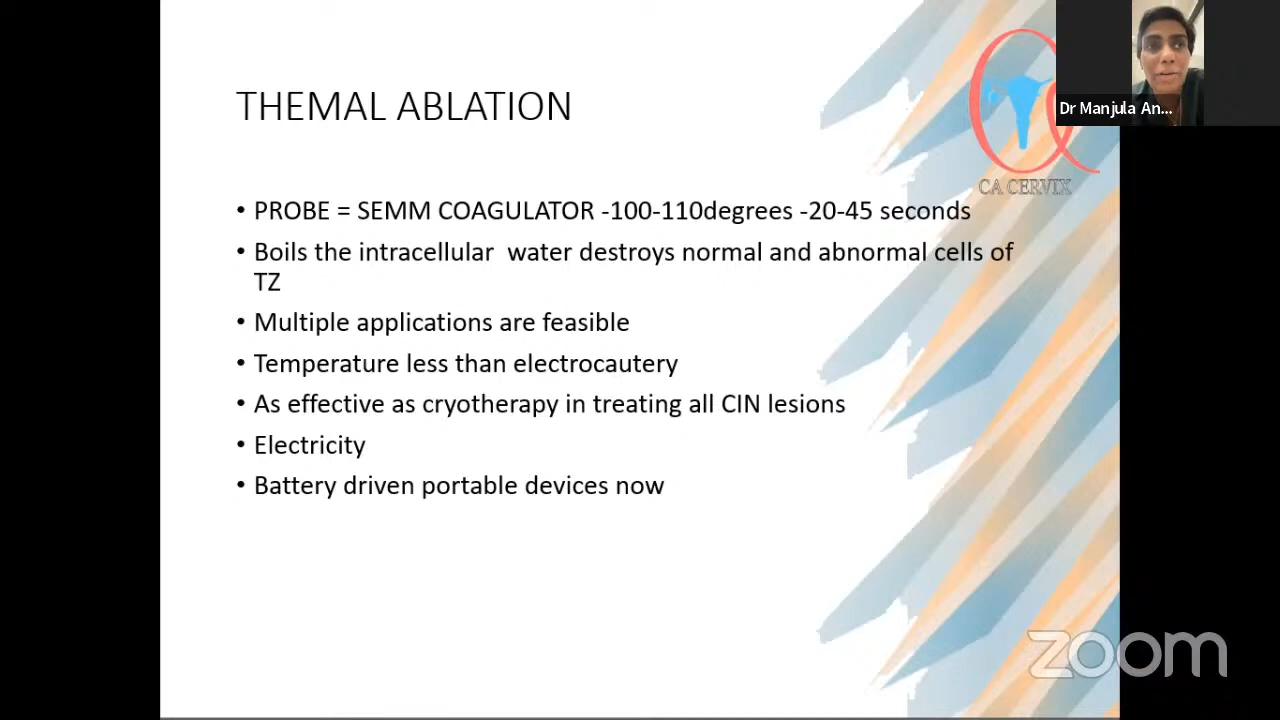 THEMAL ABLATION
• PROBE = SEMM COAGULATOR -100-110degrees -20-45 seconds
• Boils the intracellular water destroys normal and abnormal cells of
TZ
• Multiple applications are feasible
• Temperature less than electrocautery
• As effective as cryotherapy in treating all CIN lesions
• Electricity
• Battery driven portable devices now
CA CERVIX
Dr Manjula An...
zoom